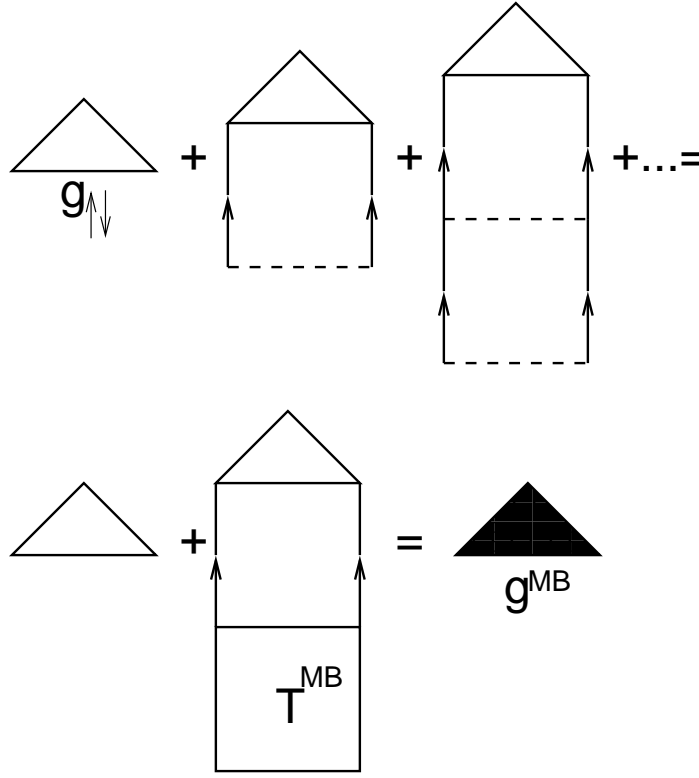 + + +...=
g↑↓
+ =
g^MB
T^MB